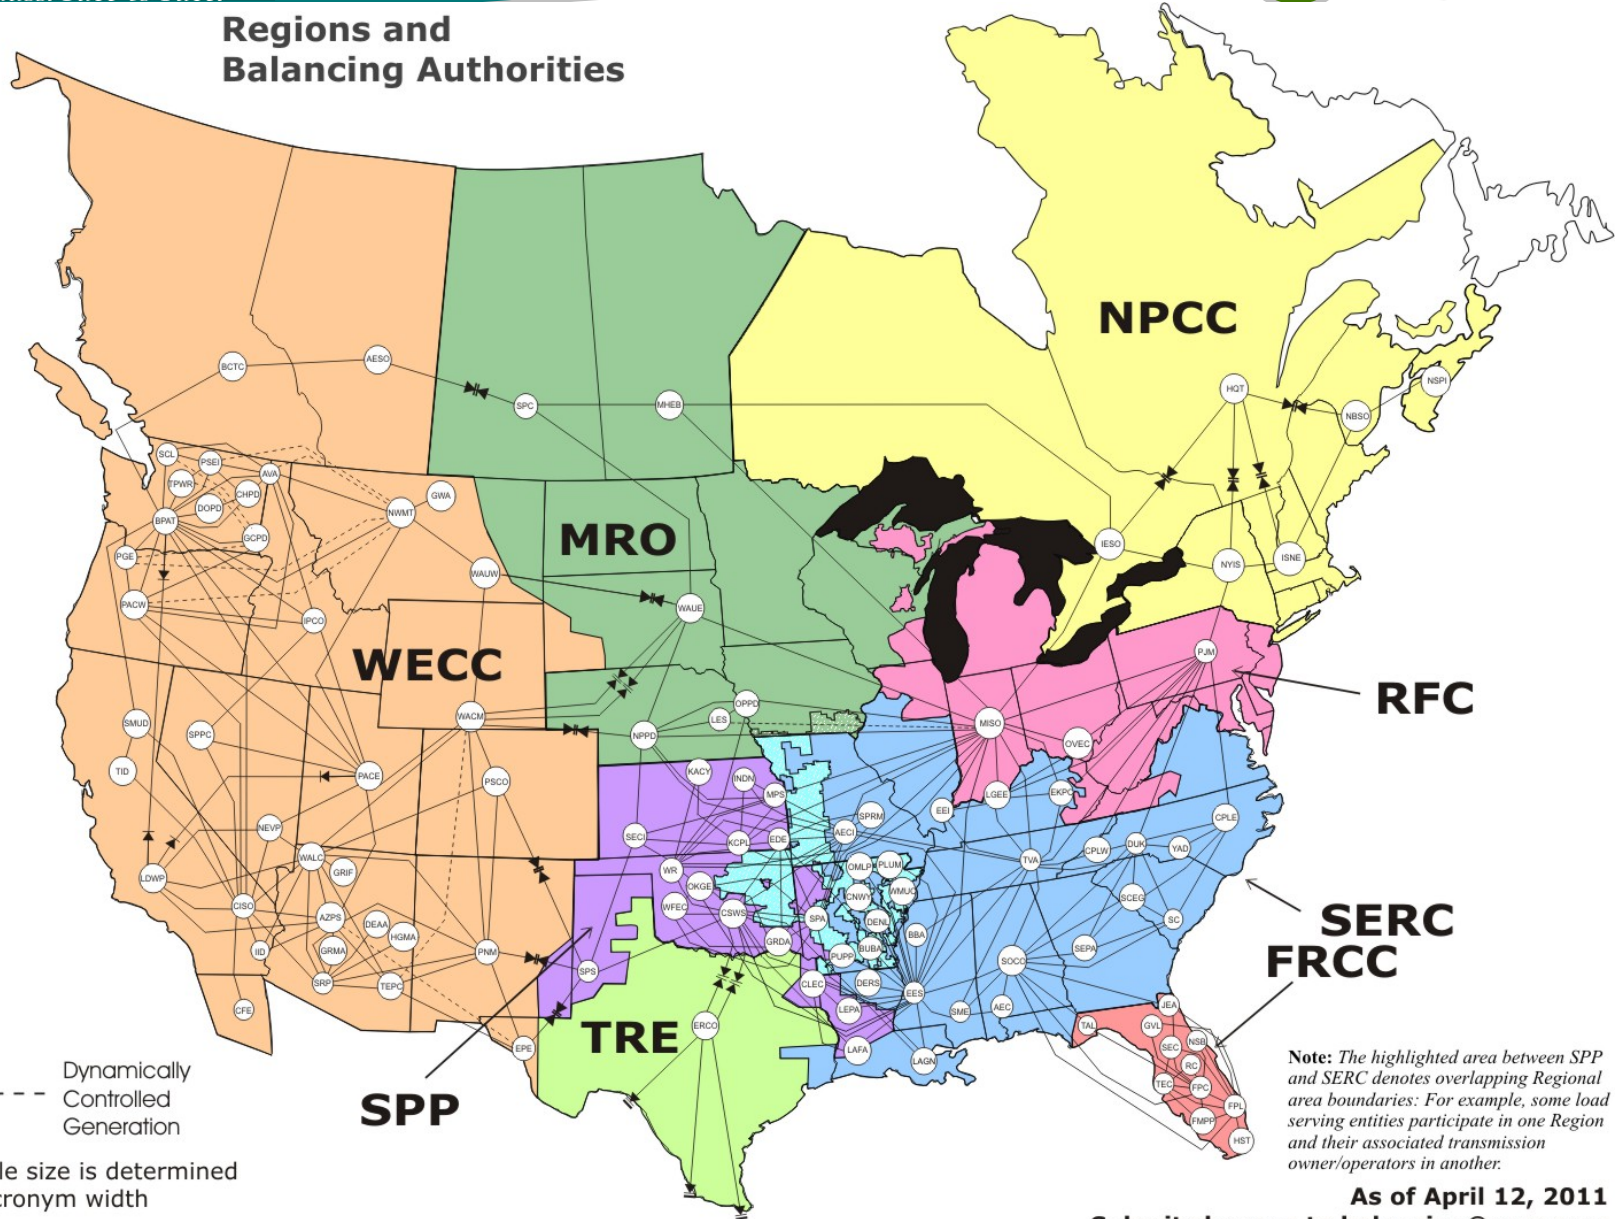 Regions and
Balancing Authorities
NPCC
BCTC
AESO
SPC
MHEB
HQT
NSPI
NBSO
SCL
PSEI
AVA
TPWR
CHPD
GWA
DOPD
NWMT
BPAT
GCPD
MRO
IESO
PGE
NYIS
ISNE
WAUW
PACW
WAUE
IPCO
WECC
PJM
RFC
WACM
OPPD
LES
SMUD
SPPC
NPPD
MISO
OVEC
TID
PACE
PSCO
KACY
INDN
MPS
LGEE
EKPC
EEI
SPRM
CPLE
NEVP
SECI
KCPL
EDE
AECI
WALC
GRIF
TVA
CPLW
DUK
YAD
LDWP
WR
OKGE
OMLP
PLUM
CNWY
WMUC
CISO
WFEC
CSWS
SPA
DENL
SCEG
SC
AZPS
DEAA
HGMA
GRDA
BBA
SERC
IID
GRMA
PNM
PUPP
BUBA
SEPA
SOCO
FRCC
SRP
TEPC
SPS
CLEC
DERS
EES
CFE
LEPA
SME
AEC
JEA
TRE
ERCO
TAL
GVL
NSB
EPE
LAFA
LAGN
SEC
RC
TEC
FPC
FPL
FMPP
HST
SPP
Dynamically
Controlled
Generation
le size is determined
cronym width
Note: The highlighted area between SPP
and SERC denotes overlapping Regional
area boundaries: For example, some load
serving entities participate in one Region
and their associated transmission
owner/operators in another.
As of April 12, 2011